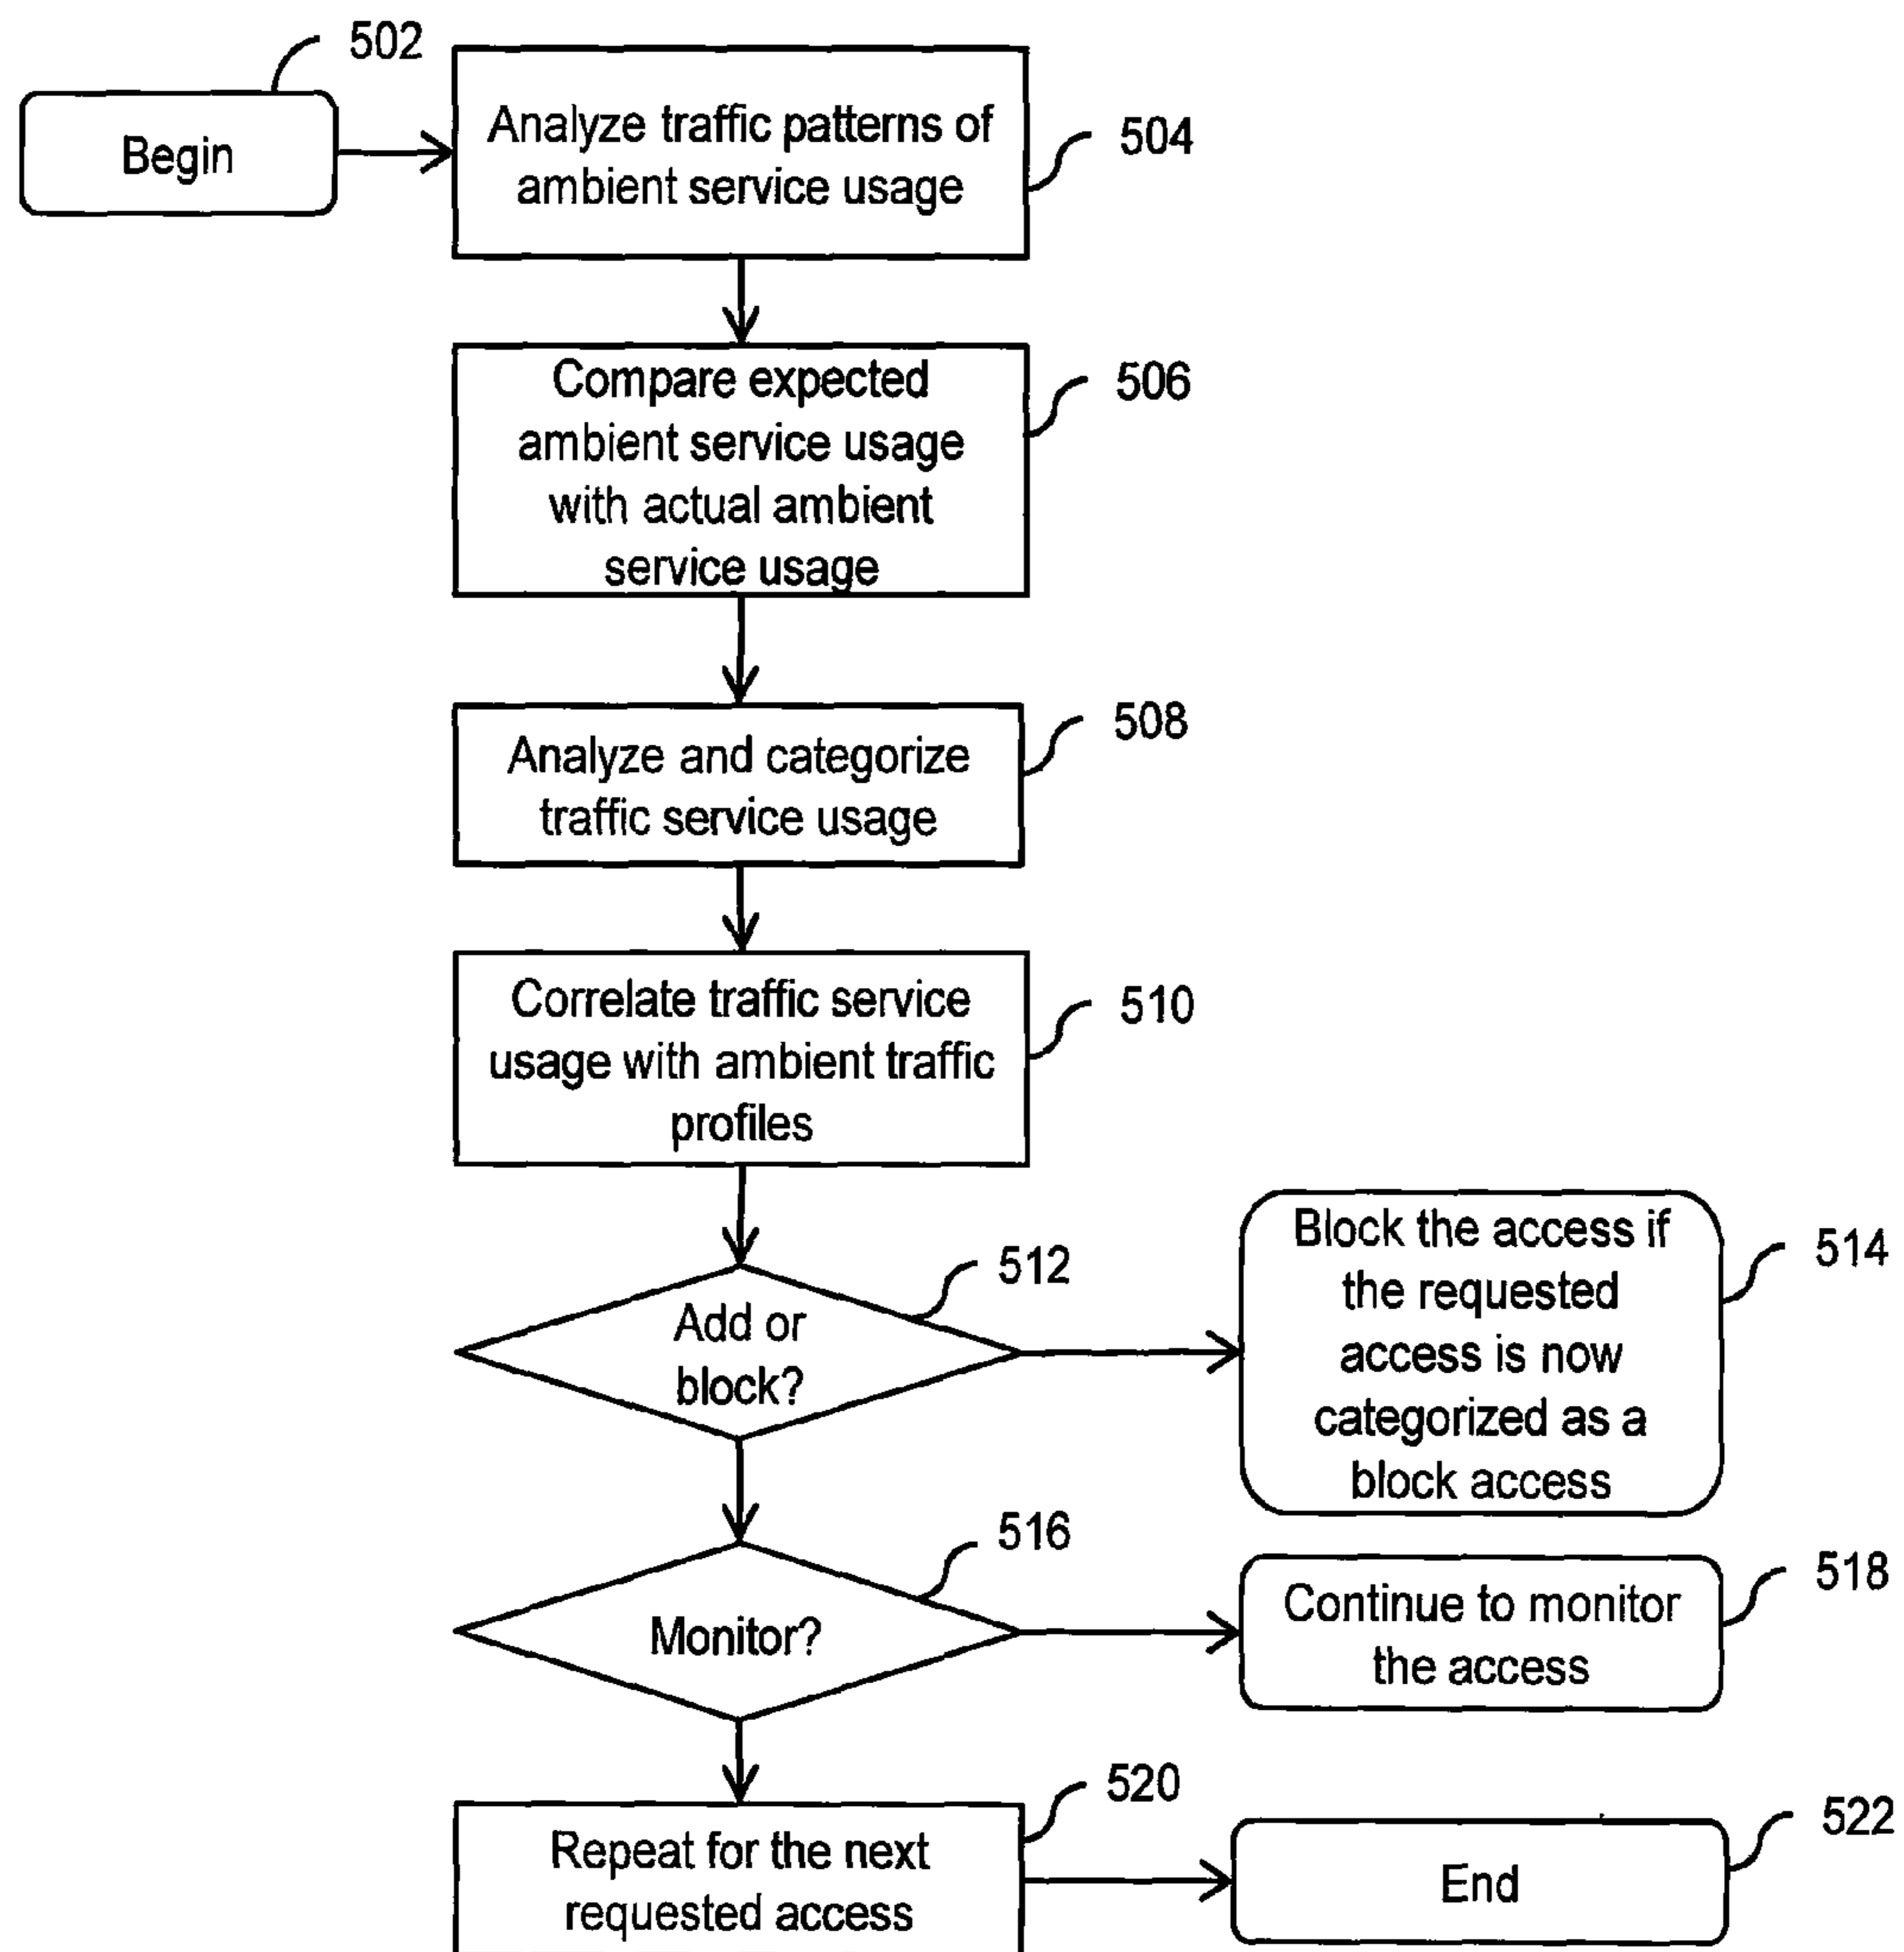 502
Begin
Analyze traffic patterns of
ambient service usage
504
Compare expected
ambient service usage
with actual ambient
service usage
506
Analyze and categorize
traffic service usage
508
Correlate traffic service
usage with ambient traffic
profiles
510
Add or
block?
512
Block the access if
the requested
access is now
categorized as a
block access
514
Monitor?
516
Continue to monitor
the access
518
Repeat for the next
requested access
520
End
522